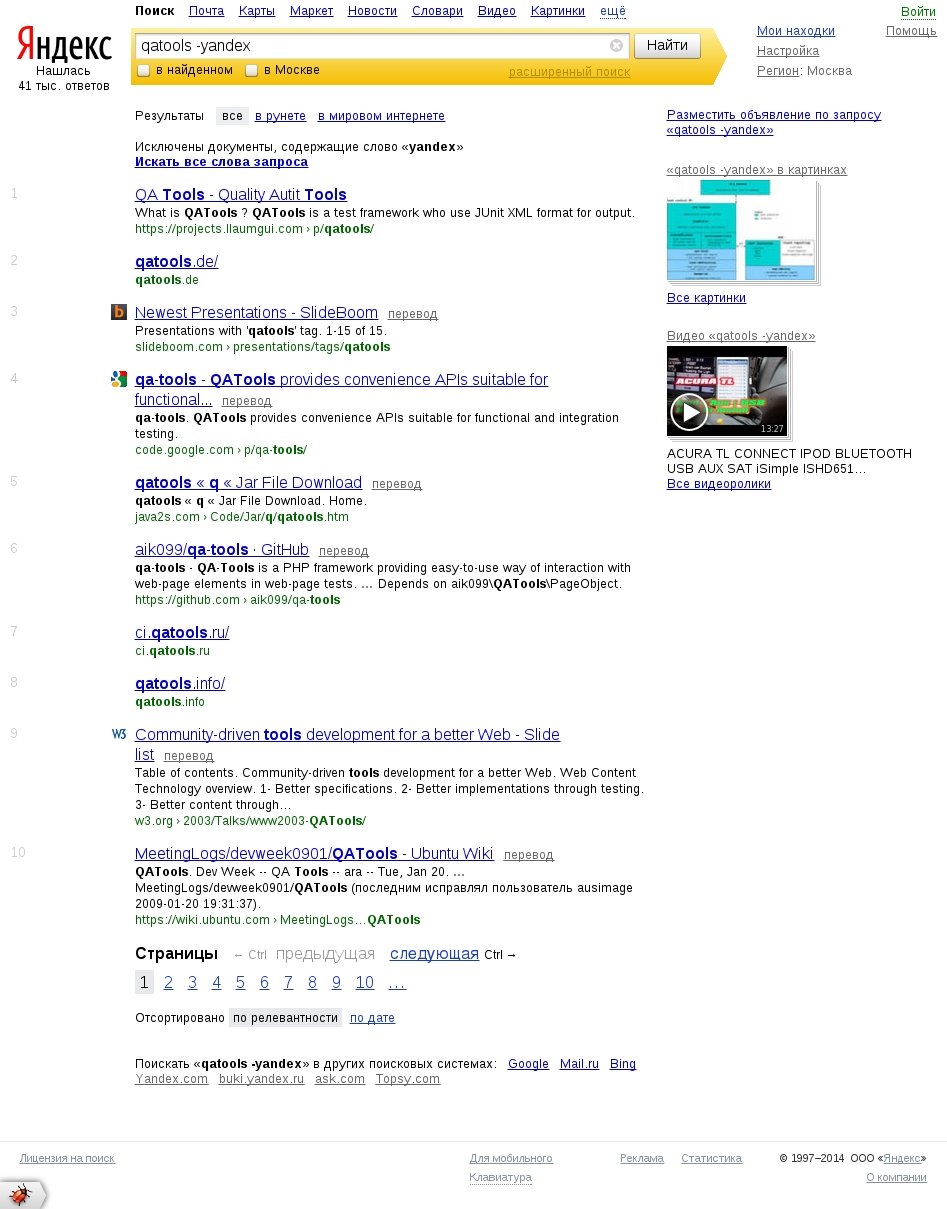 Поиск Почта Карты Маркет Новости Словари Видео Картинки ещё
Войти
Яндекс
Нашлась
41 тыс. ответов
qatools -yandex
Найти
в найденном в Москве расширенный поиск
Мои находки Помощь
Настройка
Регион: Москва
Результаты все в рунете в мировом интернете
Исключены документы, содержащие слово «yandex»
Искать все слова запроса
1 QA Tools - Quality Autit Tools
What is QATools ? QATools is a test framework who use JUnit XML format for output.
https://projects.llaumgui.com › p/qatools/
2 qatools.de/
qatools.de
3 Newest Presentations - SlideBoom перевод
Presentations with 'qatools' tag. 1-15 of 15.
slideboom.com › presentations/tags/qatools
4 qa-tools - QATools provides convenience APIs suitable for
functional... перевод
qa-tools. QATools provides convenience APIs suitable for functional and integration
testing.
code.google.com › p/qa-tools/
5 qatools « q « Jar File Download перевод
qatools « q « Jar File Download. Home.
java2s.com › Code/Jar/q/qatools.htm
6 aik099/qa-tools · GitHub перевод
qa-tools - QA-Tools is a PHP framework providing easy-to-use way of interaction with
web-page elements in web-page tests. ... Depends on aik099\QATools\PageObject.
https://github.com › aik099/qa-tools
7 ci.qatools.ru/
ci.qatools.ru
8 qatools.info/
qatools.info
9 W3 Community-driven tools development for a better Web - Slide
list перевод
Table of contents. Community-driven tools development for a better Web. Web Content
Technology overview. 1- Better specifications. 2- Better implementations through testing.
3- Better content through...
w3.org › 2003/Talks/www2003-QATools/
10 MeetingLogs/devweek0901/QATools - Ubuntu Wiki перевод
QATools. Dev Week -- QA Tools -- ara -- Tue, Jan 20. ...
MeetingLogs/devweek0901/QATools (последним исправлял пользователь ausimage
2009-01-20 19:31:37).
https://wiki.ubuntu.com › MeetingLogs...QATools
Страницы ← Ctrl предыдущая следующая Ctrl →
1 2 3 4 5 6 7 8 9 10 ...
Отсортировано по релевантности по дате
Поискать «qatools -yandex» в других поисковых системах: Google Mail.ru Bing
Yandex.com buki.yandex.ru ask.com Topsy.com
Разместить объявление по запросу
«qatools -yandex»
«qatools -yandex» в картинках
Все картинки
Видео «qatools -yandex»
ACURA TL
13:27
ACURA TL CONNECT IPOD BLUETOOTH
USB AUX SAT iSimple ISHD651...
Все видеоролики
Лицензия на поиск Для мобильного Реклама Статистика © 1997–2014 ООО «Яндекс»
Клавиатура О компании